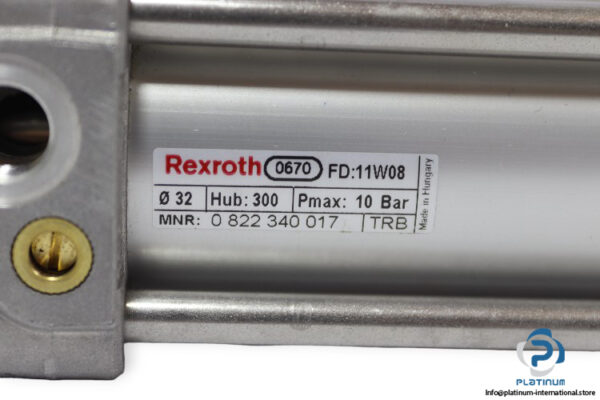 Rexroth 0670 FD:11W08
Ø 32 Hub: 300 Pmax: 10 Bar
MNR: 0 822 340 017 TRB
Made in Hungary
PLATINUM
Info@platinum-international.store